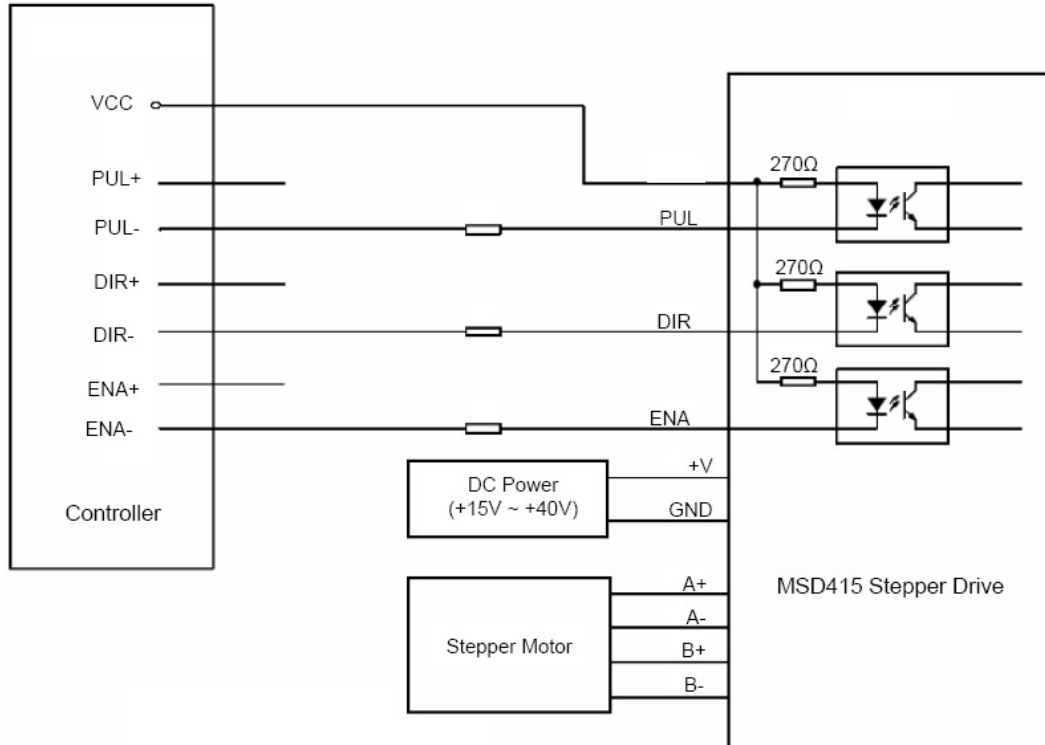 VCC
PUL+
PUL-
DIR+
DIR-
ENA+
ENA-
Controller
PUL
DIR
ENA
270Ω
270Ω
270Ω
DC Power
(+15V ~ +40V)
+V
GND
Stepper Motor
A+
A-
B+
B-
MSD415 Stepper Drive